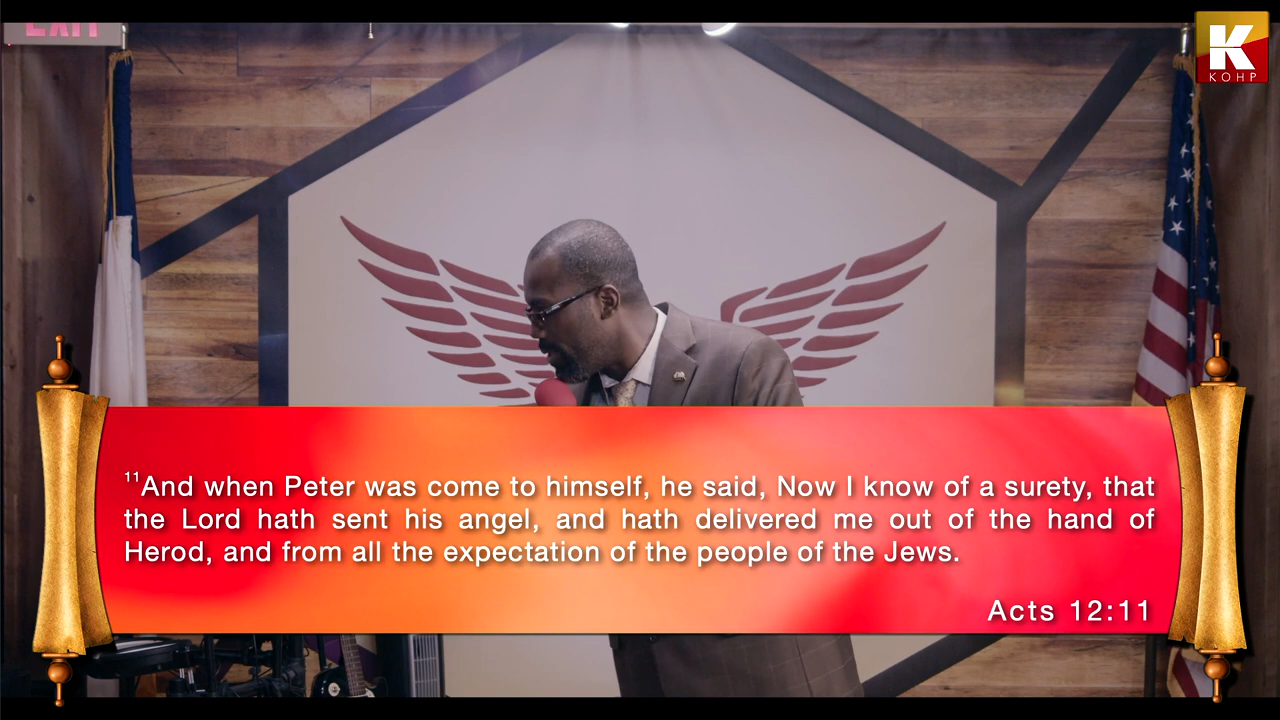 EXIT
K
KOHP
11And when Peter was come to himself, he said, Now I know of a surety, that
the Lord hath sent his angel, and hath delivered me out of the hand of
Herod, and from all the expectation of the people of the Jews.
Acts 12:11